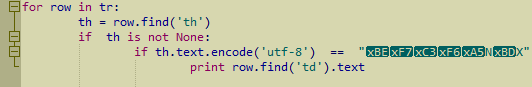 for row in tr:
th = row.find('th')
if  th is not None:
if th.text.encode('utf-8')  ==  "xBExF7xC3xF6xA5NxBDX"
print row.find('td').text